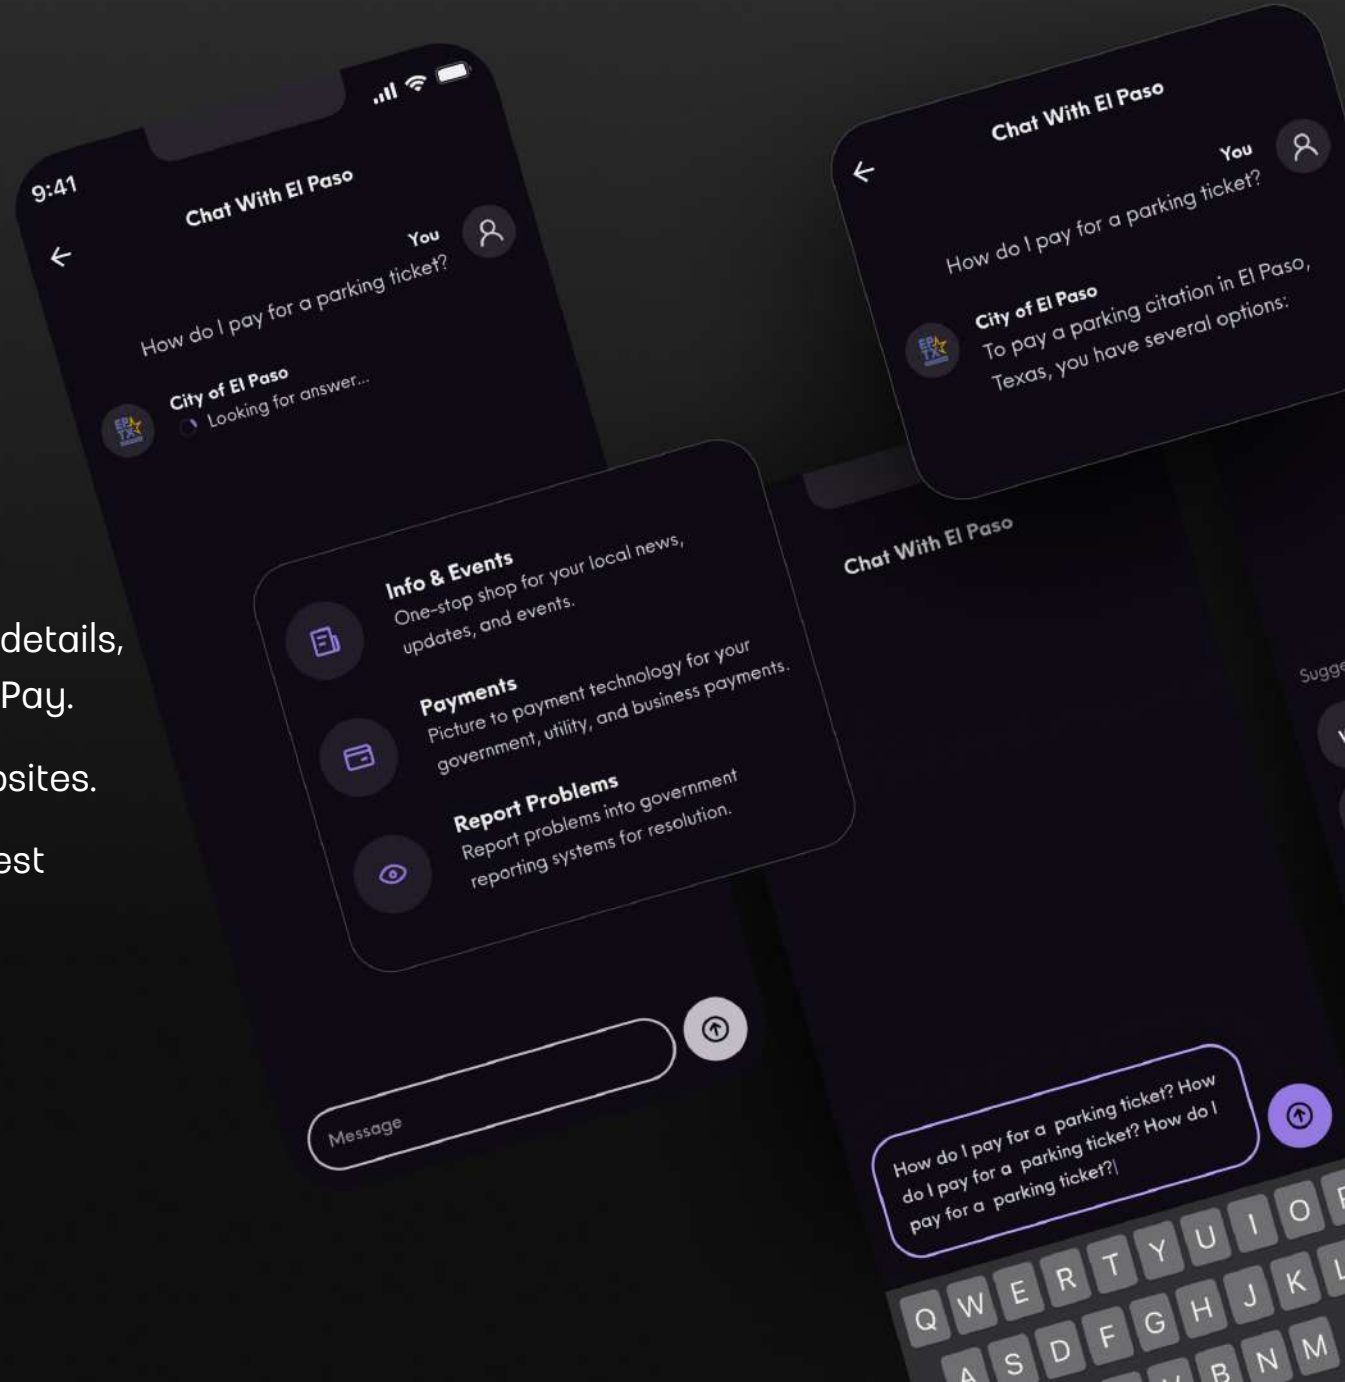 details,
Pay.
est
9:41
Chat With El Paso
You
How do I pay for a parking ticket?
City of El Paso
Looking for answer...
EP
TX
Info & Events
One-stop shop for your local news,
updates, and events.
Payments
Picture to payment technology for your
government, utility, and business payments.
Report Problems
Report problems into government
reporting systems for resolution.
Message
Chat With El Paso
You
How do I pay for a parking ticket?
City of El Paso
To pay a parking citation in El Paso,
Texas, you have several options:
EP
TX
Chat With El Paso
How do I pay for a  parking ticket? How
do I pay for a  parking ticket? How do I
pay for a  parking ticket?
Q W E R T Y U I O
A S D F G H J K L
B N M